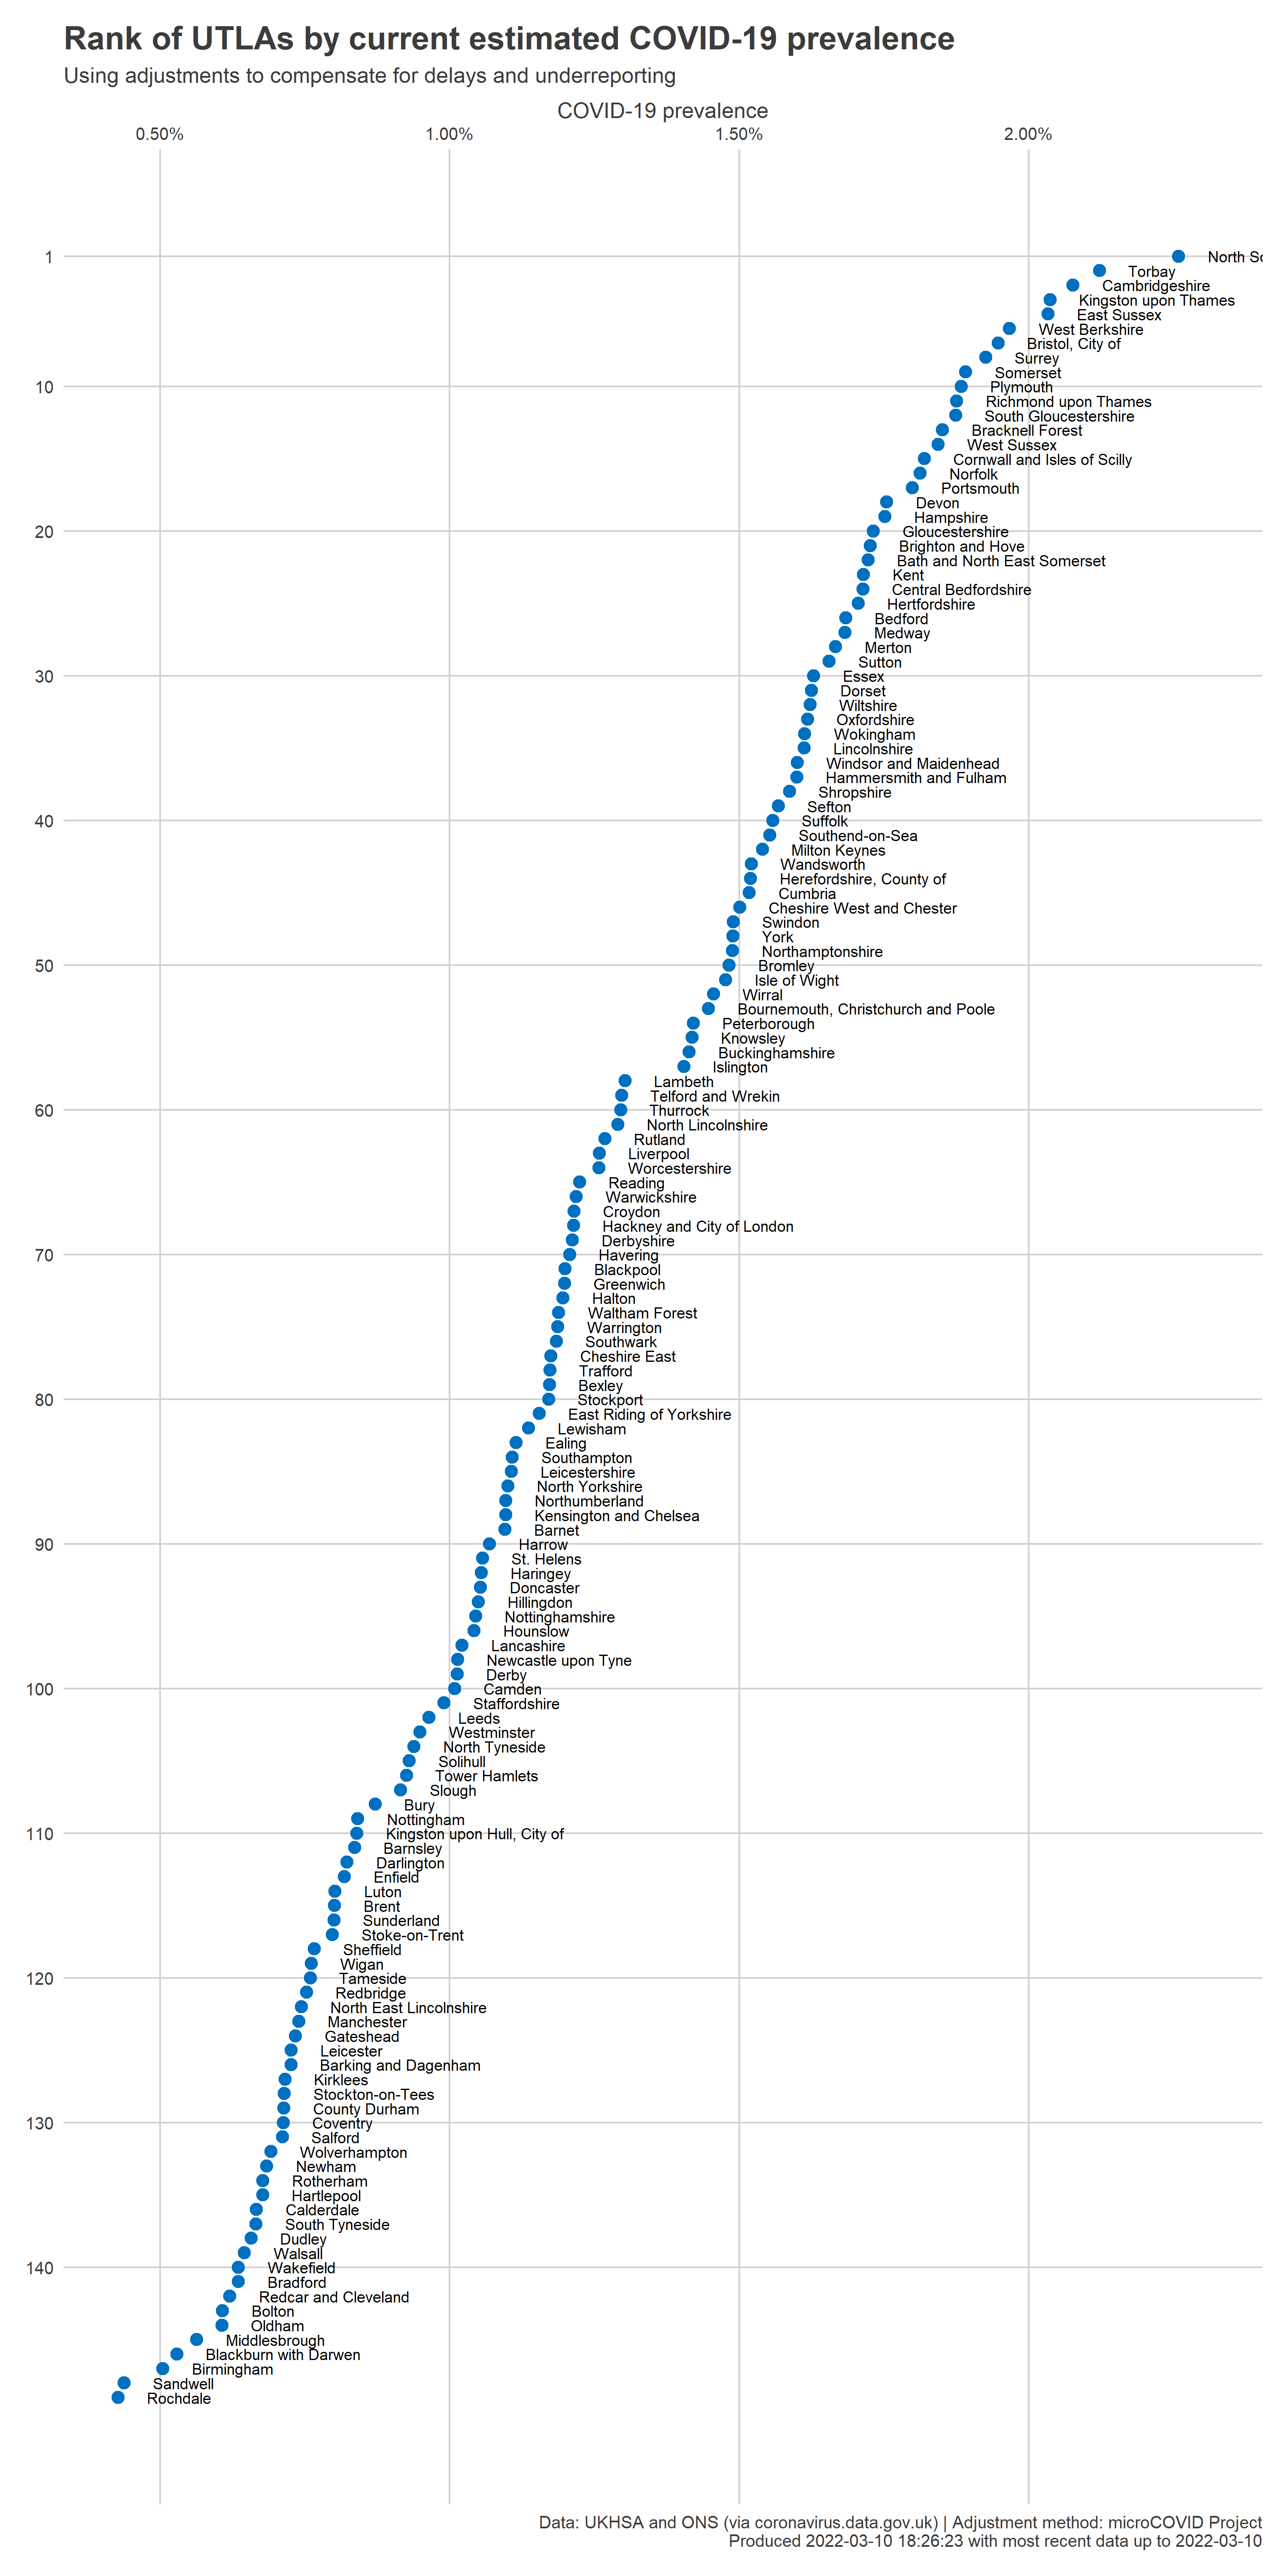 Rank of UTLAs by current estimated COVID-19 prevalence
Using adjustments to compensate for delays and underreporting
COVID-19 prevalence
0.50% 1.00% 1.50% 2.00%
1 North
Torbay
Cambridgeshire
Kingston upon Thames
East Sussex
West Berkshire
Bristol, City of
Surrey
Somerset
10 Plymouth
Richmond upon Thames
South Gloucestershire
Bracknell Forest
West Sussex
Cornwall and Isles of Scilly
Norfolk
Portsmouth
Devon
Hampshire
20 Gloucestershire
Brighton and Hove
Bath and North East Somerset
Kent
Central Bedfordshire
Hertfordshire
Bedford
Medway
Merton
Sutton
30 Essex
Dorset
Wiltshire
Oxfordshire
Wokingham
Lincolnshire
Windsor and Maidenhead
Hammersmith and Fulham
Shropshire
Sefton
40 Suffolk
Southend-on-Sea
Milton Keynes
Wandsworth
Herefordshire, County of
Cumbria
Cheshire West and Chester
Swindon
York
Northamptonshire
50 Bromley
Isle of Wight
Wirral
Bournemouth, Christchurch and Poole
Peterborough
Knowsley
Buckinghamshire
Islington
Lambeth
Telford and Wrekin
60 Thurrock
North Lincolnshire
Rutland
Liverpool
Worcestershire
Reading
Warwickshire
Croydon
Hackney and City of London
Derbyshire
70 Havering
Blackpool
Greenwich
Halton
Waltham Forest
Warrington
Southwark
Cheshire East
Trafford
Bexley
80 Stockport
East Riding of Yorkshire
Lewisham
Ealing
Southampton
Leicestershire
North Yorkshire
Northumberland
Kensington and Chelsea
Barnet
90 Harrow
St. Helens
Haringey
Doncaster
Hillingdon
Nottinghamshire
Hounslow
Lancashire
Newcastle upon Tyne
Derby
100 Camden
Staffordshire
Leeds
Westminster
North Tyneside
Solihull
Tower Hamlets
Slough
Bury
Nottingham
110 Kingston upon Hull, City of
Barnsley
Darlington
Enfield
Luton
Brent
Sunderland
Stoke-on-Trent
Sheffield
Wigan
120 Tameside
Redbridge
North East Lincolnshire
Manchester
Gateshead
Leicester
Barking and Dagenham
Kirklees
Stockton-on-Tees
County Durham
130 Coventry
Salford
Wolverhampton
Newham
Rotherham
Hartlepool
Calderdale
South Tyneside
Dudley
Walsall
140 Wakefield
Bradford
Redcar and Cleveland
Bolton
Oldham
Middlesbrough
Blackburn with Darwen
Birmingham
Sandwell
Rochdale
Data: UKHSA and ONS (via coronavirus.data.gov.uk) | Adjustment method: microCOVID Project
Produced 2022-03-10 18:26:23 with most recent data up to 2022-03-10